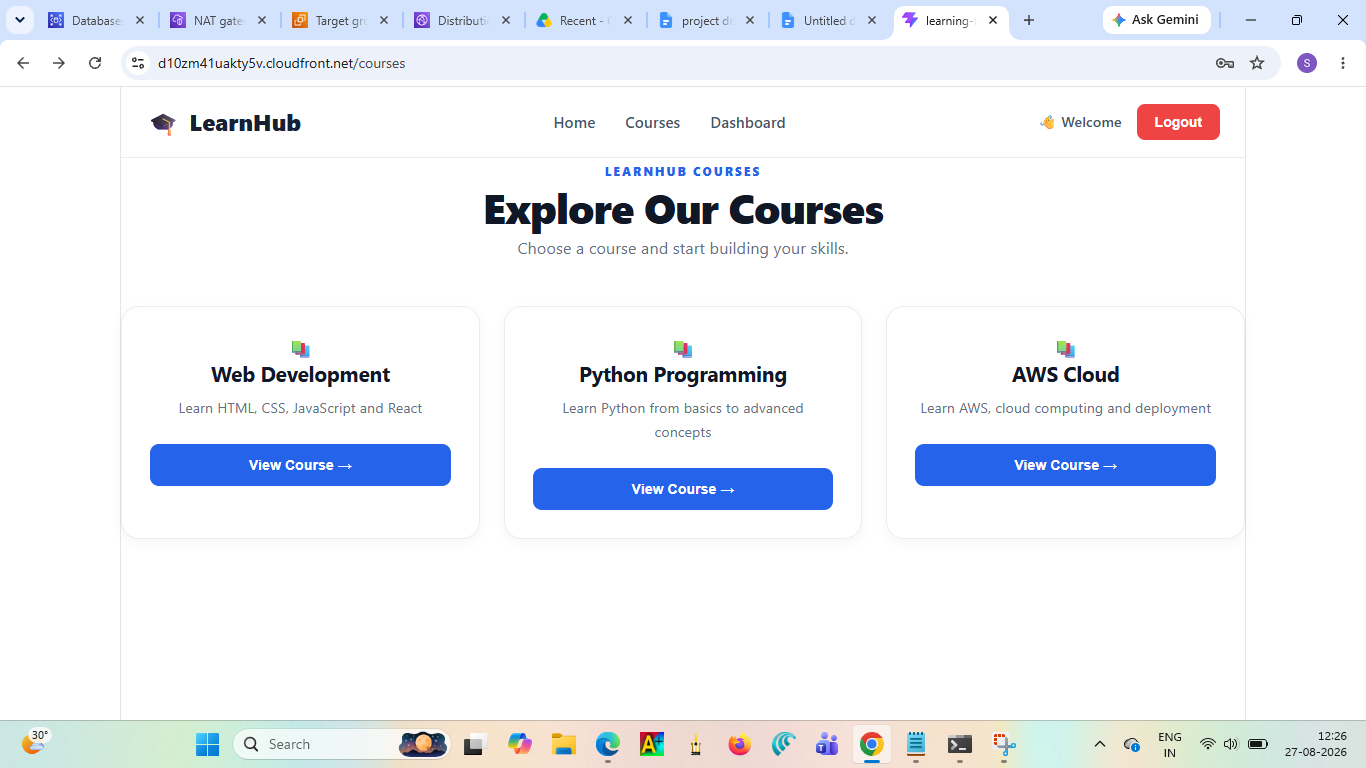 Database
NAT gate
Target gro
Distributi
Recent -
project do
Untitled d
learning-
Ask Gemini
d10zm41uakty5v.cloudfront.net/courses
S
LearnHub
Home
Courses
Dashboard
Welcome
Logout
LEARNHUB COURSES
Explore Our Courses
Choose a course and start building your skills.
Web Development
Learn HTML, CSS, JavaScript and React
View Course →
Python Programming
Learn Python from basics to advanced
concepts
View Course →
AWS Cloud
Learn AWS, cloud computing and deployment
View Course →
30°
Search
ENG
IN
12:26
27-08-2026